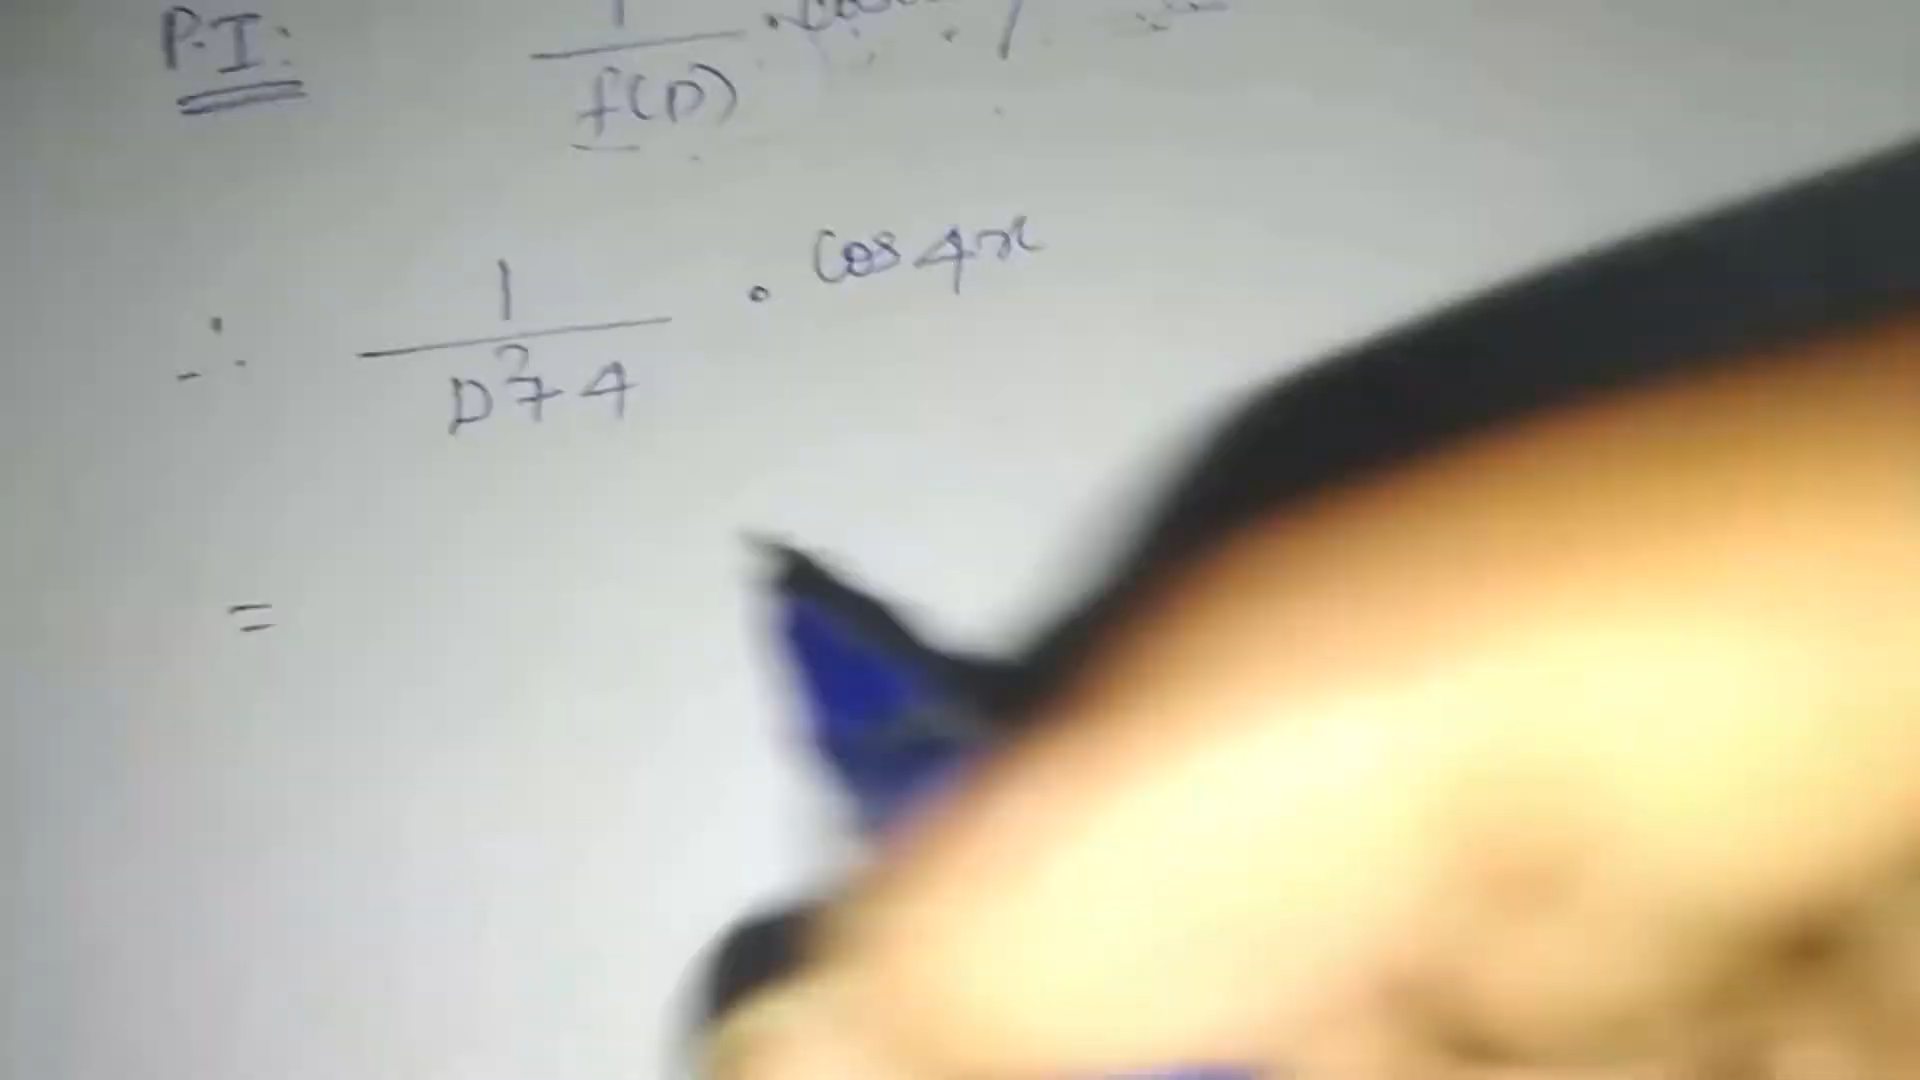 P.I:
1
f(D)
∴ 1 / D²+4 . Cos 4x
=